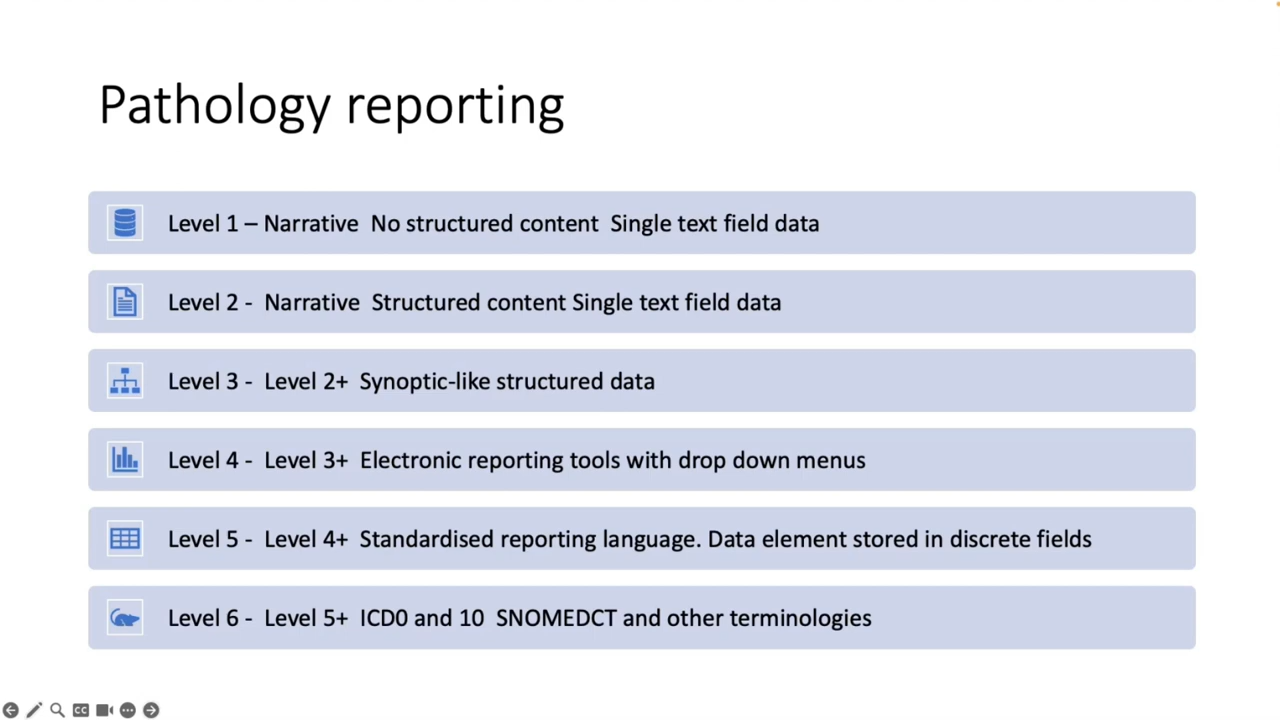 Pathology reporting
Level 1 – Narrative  No structured content  Single text field data
Level 2 -  Narrative  Structured content Single text field data
Level 3 -  Level 2+  Synoptic-like structured data
Level 4 -  Level 3+  Electronic reporting tools with drop down menus
Level 5 -  Level 4+  Standardised reporting language. Data element stored in discrete fields
Level 6 -  Level 5+  ICD0 and 10  SNOMEDCT and other terminologies
CC